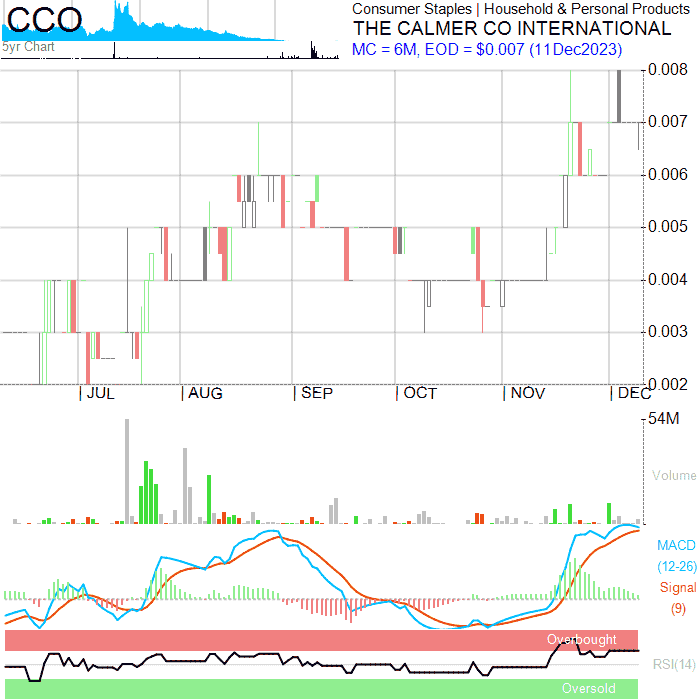 CCO
5yr Chart
Consumer Staples | Household & Personal Products
THE CALMER CO INTERNATIONAL
MC = 6M, EOD = $0.007 (11Dec2023)
0.008
0.007
0.006
0.005
0.004
0.003
0.002
JUL AUG SEP OCT NOV DEC
54M
Volume
MACD
(12-26)
Signal
(9)
Overbought
RSI(14)
Oversold